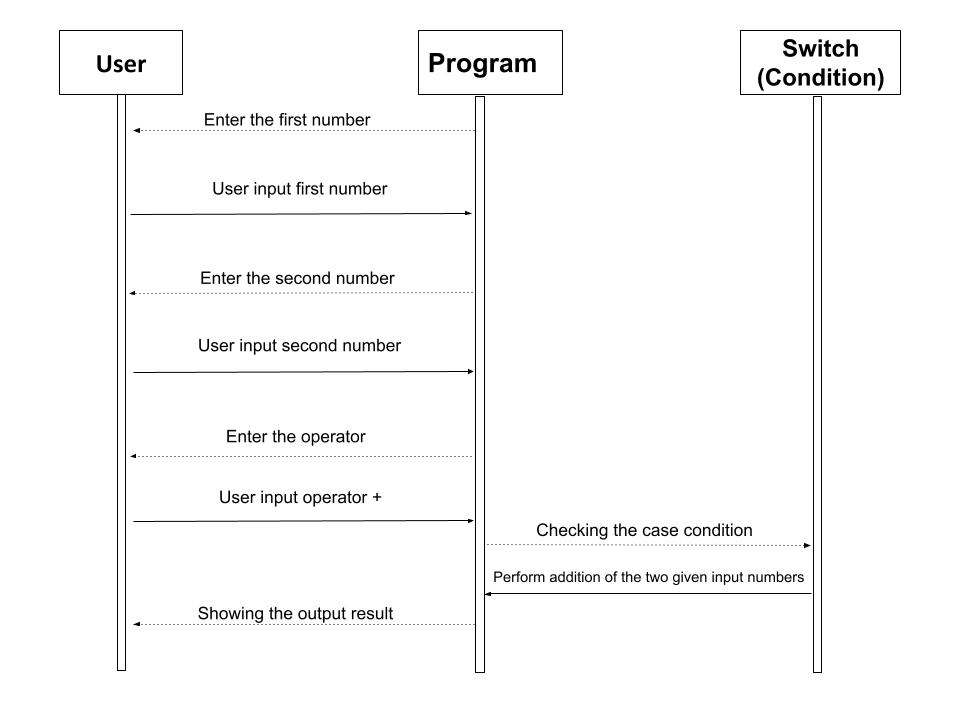 User
Program
Switch
(Condition)
Enter the first number
User input first number
Enter the second number
User input second number
Enter the operator
User input operator +
Checking the case condition
Perform addition of the two given input numbers
Showing the output result